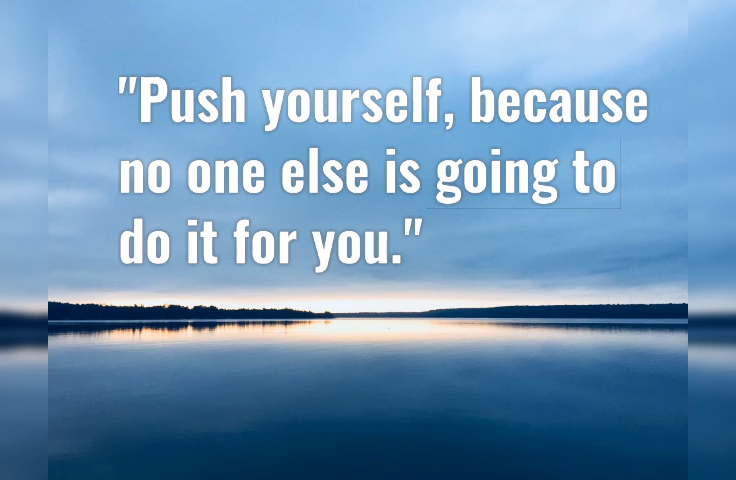 "Push yourself, because
no one else is going to
do it for you."